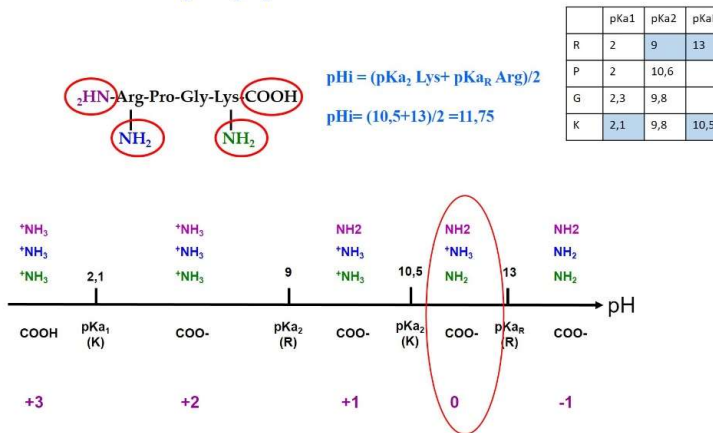 pKa1 pKa2 pKa
R 2 9 13
P 2 10,6
G 2,3 9,8
K 2,1 9,8 10,5
₂HN-Arg-Pro-Gly-Lys-COOH
NH₂ NH₂
pHi = (pKa₂ Lys+ pKaR Arg)/2
pHi= (10,5+13)/2 =11,75
⁺NH₃ ⁺NH₃ NH2 NH2 NH₂
⁺NH₃ ⁺NH₃ ⁺NH₃ ⁺NH₃ NH₂
⁺NH₃ 2,1 ⁺NH₃ 9 ⁺NH₃ 10,5 NH₂ 13 NH₂
pH
COOH pKa₁ COO- pKa₂ COO- pKa₂ COO- pKaR COO-
(K) (R) (K) (R)
+3 +2 +1 0 -1